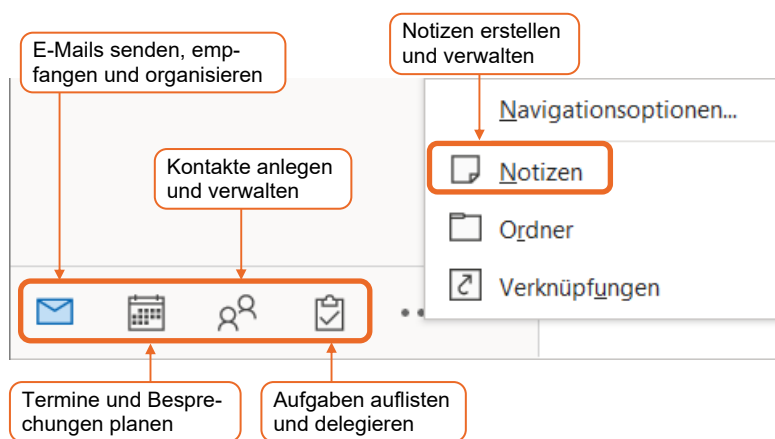 E-Mails senden, emp-
fangen und organisieren
Notizen erstellen
und verwalten
Navigationsoptionen...
Kontakte anlegen
und verwalten
Notizen
Ordner
Verknüpfungen
Termine und Bespre-
chungen planen
Aufgaben auflisten
und delegieren